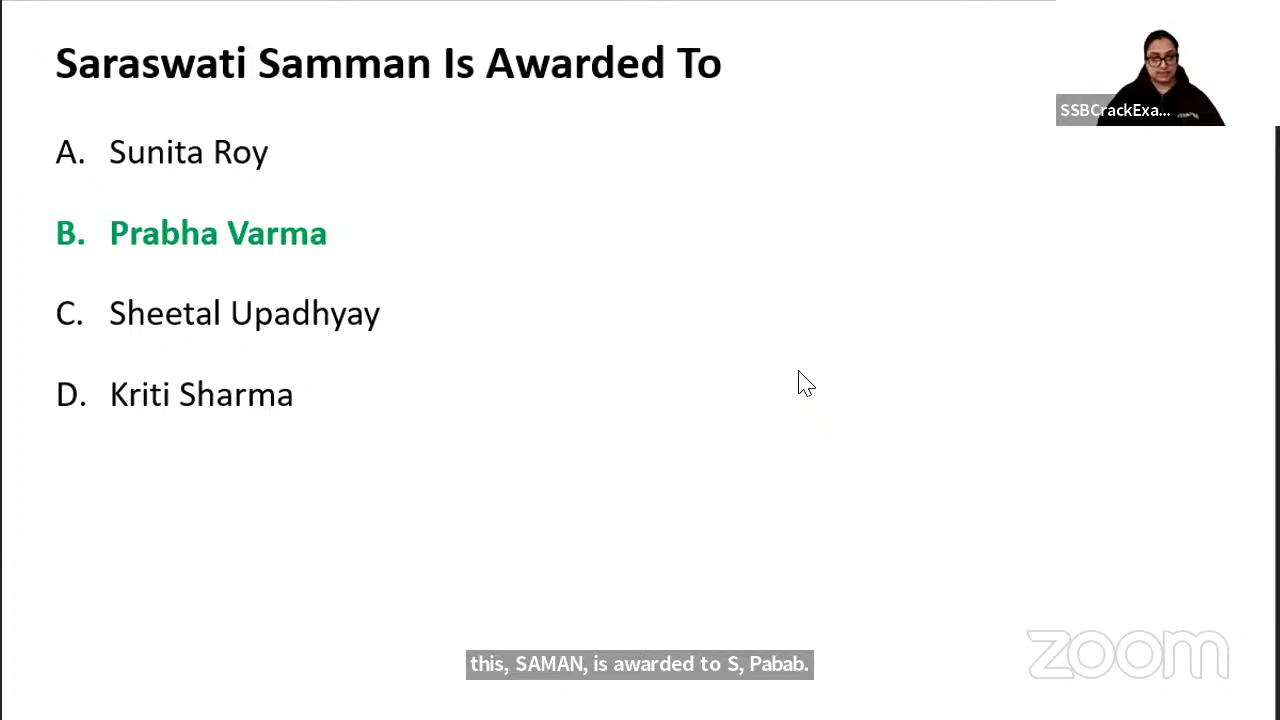 Saraswati Samman Is Awarded To
SSBCrackExa...
A. Sunita Roy
B. Prabha Varma
C. Sheetal Upadhyay
D. Kriti Sharma
this, SAMAN, is awarded to S, Pabab.
zoom